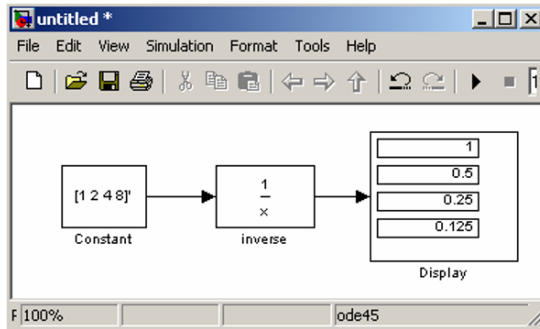 untitled *
File Edit View Simulation Format Tools Help
[1 2 4 8]'
Constant
1
x
inverse
1
0.5
0.25
0.125
Display
100% ode45